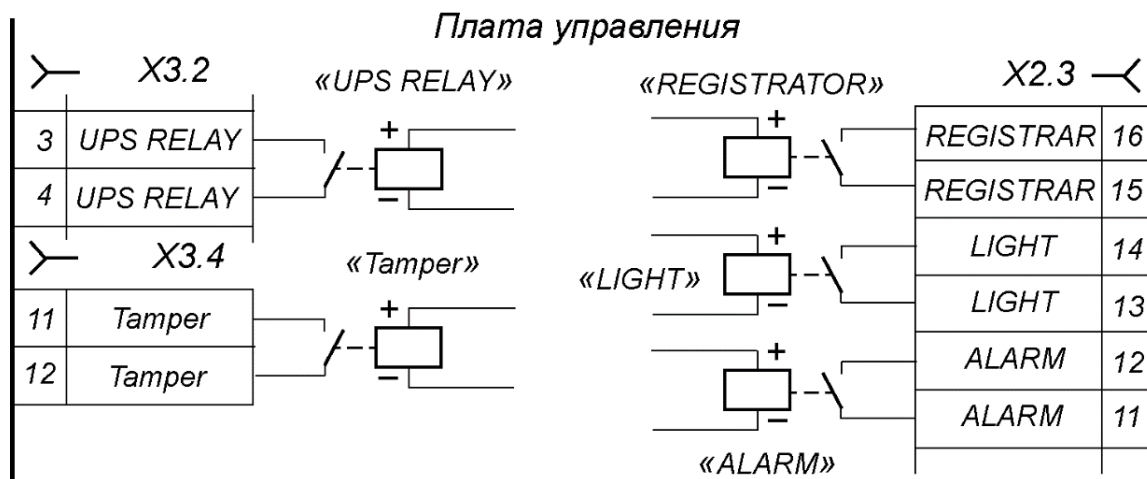 Плата управления
X3.2
«UPS RELAY»
3 UPS RELAY
4 UPS RELAY
+
−
X3.4
«Tamper»
11 Tamper
12 Tamper
+
−
«REGISTRATOR»
X2.3
+
−
REGISTRAR 16
REGISTRAR 15
«LIGHT»
+
−
LIGHT 14
LIGHT 13
+
−
ALARM 12
ALARM 11
«ALARM»